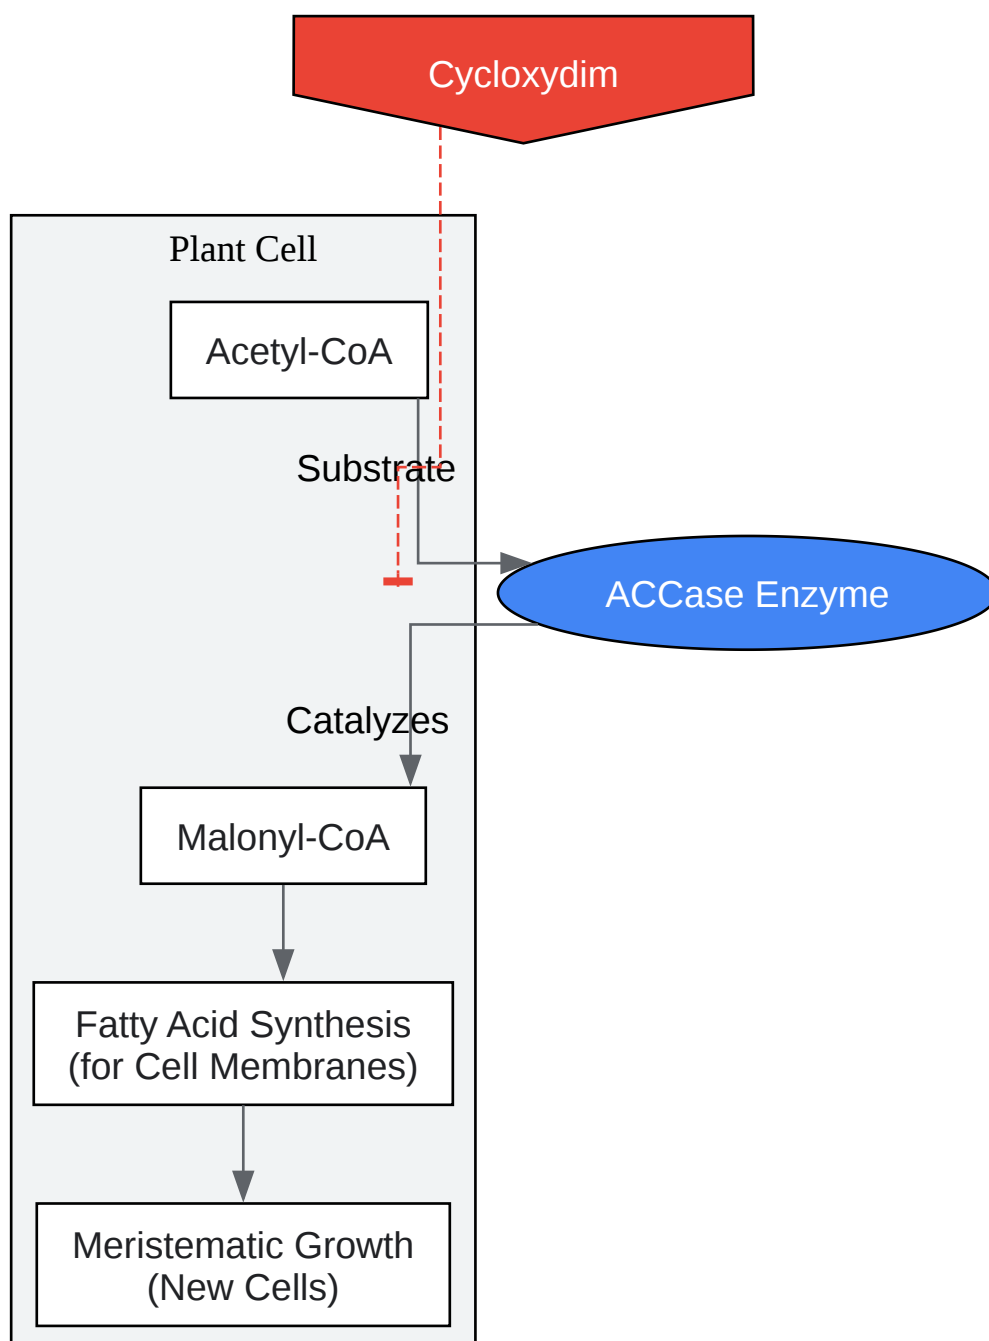 Cycloxydim
Plant Cell
Acetyl-CoA
Substrate
ACCase Enzyme
Catalyzes
Malonyl-CoA
Fatty Acid Synthesis
(for Cell Membranes)
Meristematic Growth
(New Cells)